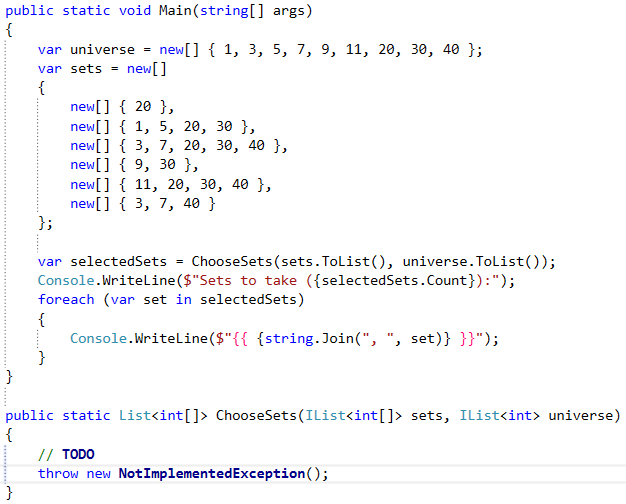 public static void Main(string[] args)
{
    var universe = new[] { 1, 3, 5, 7, 9, 11, 20, 30, 40 };
    var sets = new[]
    {
        new[] { 20 },
        new[] { 1, 5, 20, 30 },
        new[] { 3, 7, 20, 30, 40 },
        new[] { 9, 30 },
        new[] { 11, 20, 30, 40 },
        new[] { 3, 7, 40 }
    };

    var selectedSets = ChooseSets(sets.ToList(), universe.ToList());
    Console.WriteLine($"Sets to take ({selectedSets.Count}):");
    foreach (var set in selectedSets)
    {
        Console.WriteLine($"{{ {string.Join(", ", set)} }}");
    }
}

public static List<int[]> ChooseSets(IList<int[]> sets, IList<int> universe)
{
    // TODO
    throw new NotImplementedException();
}